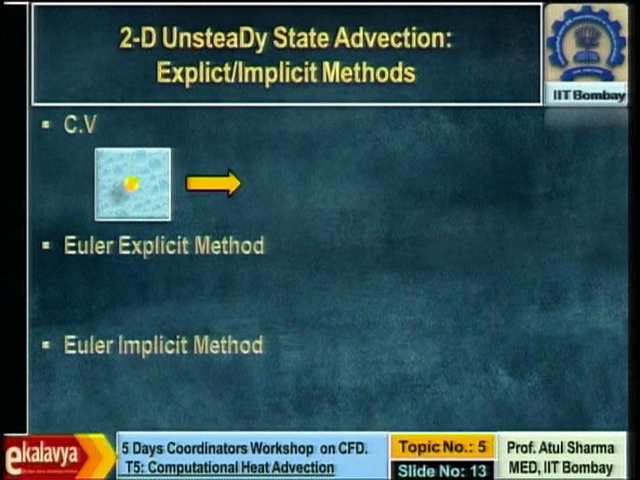 2-D UnsteaDy State Advection:
Explict/Implicit Methods
IIT Bombay
C.V
Euler Explicit Method
Euler Implicit Method
ekalavya
5 Days Coordinators Workshop on CFD.
T5: Computational Heat Advection
Topic No.: 5
Slide No: 13
Prof. Atul Sharma
MED, IIT Bombay